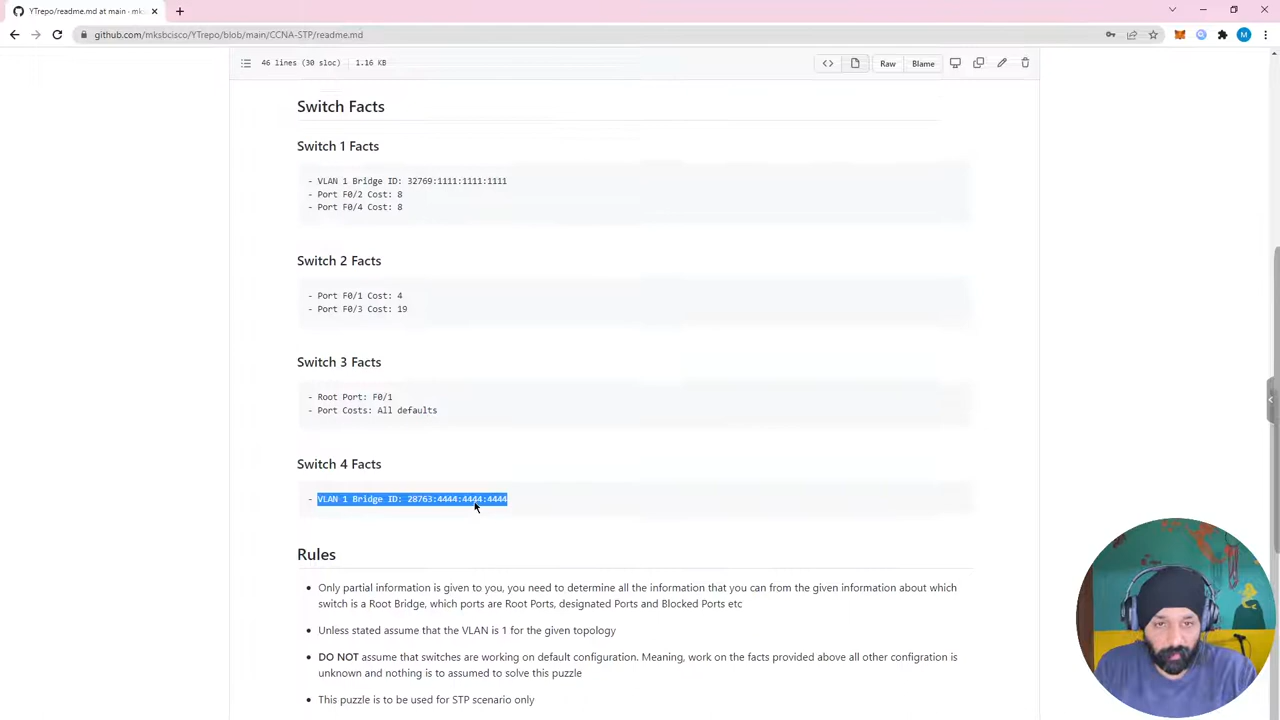 YTrepo/readme.md at main · mks
github.com/mksbcisco/YTrepo/blob/main/CCNA-STP/readme.md
M
46 lines (30 sloc) 1.16 KB
Raw
Blame
Switch Facts
Switch 1 Facts
- VLAN 1 Bridge ID: 32769:1111:1111:1111
- Port F0/2 Cost: 8
- Port F0/4 Cost: 8
Switch 2 Facts
- Port F0/1 Cost: 4
- Port F0/3 Cost: 19
Switch 3 Facts
- Root Port: F0/1
- Port Costs: All defaults
Switch 4 Facts
- VLAN 1 Bridge ID: 28763:4444:4444:4444
Rules
• Only partial information is given to you, you need to determine all the information that you can from the given information about which
switch is a Root Bridge, which ports are Root Ports, designated Ports and Blocked Ports etc
• Unless stated assume that the VLAN is 1 for the given topology
• DO NOT assume that switches are working on default configuration. Meaning, work on the facts provided above all other configration is
unknown and nothing is to assumed to solve this puzzle
• This puzzle is to be used for STP scenario only